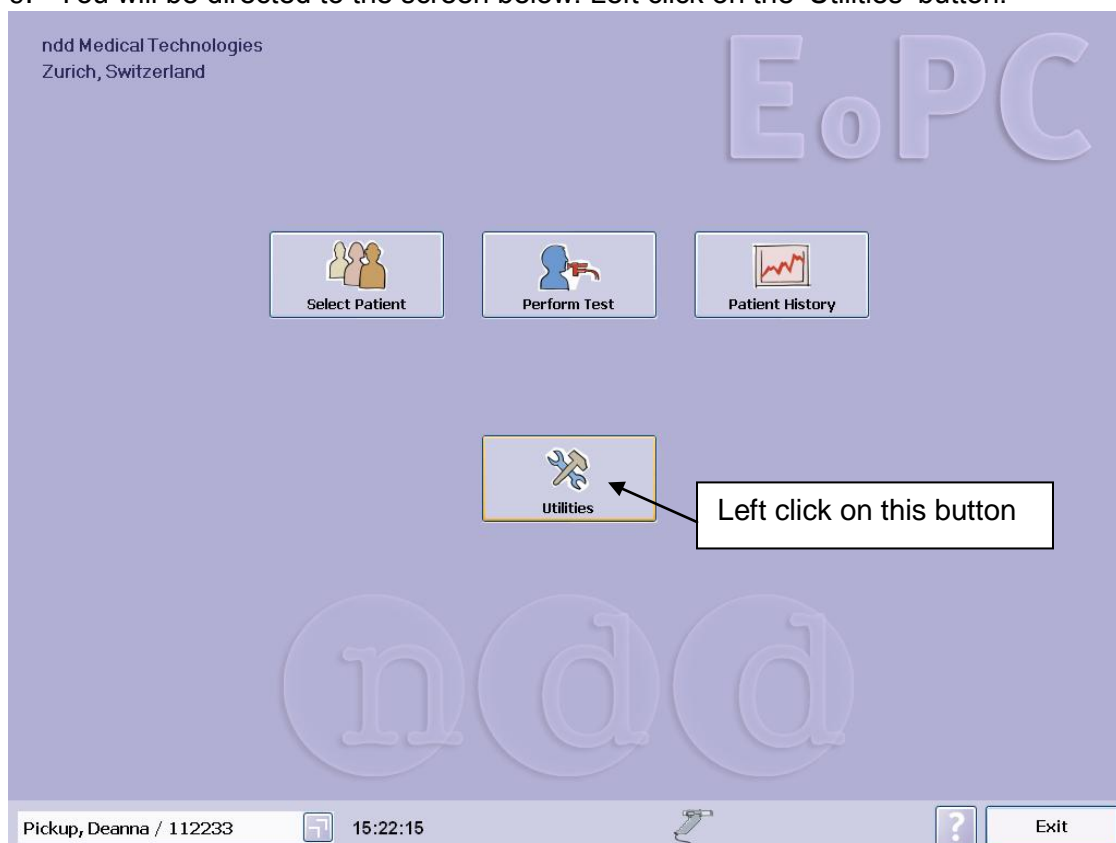 You will be directed to the screen below. Left click on the 'Utilities' button.
ndd Medical Technologies
Zurich, Switzerland
EoPC
Select Patient
Perform Test
Patient History
Utilities
Left click on this button
ndd
Pickup, Deanna / 112233
15:22:15
?
Exit